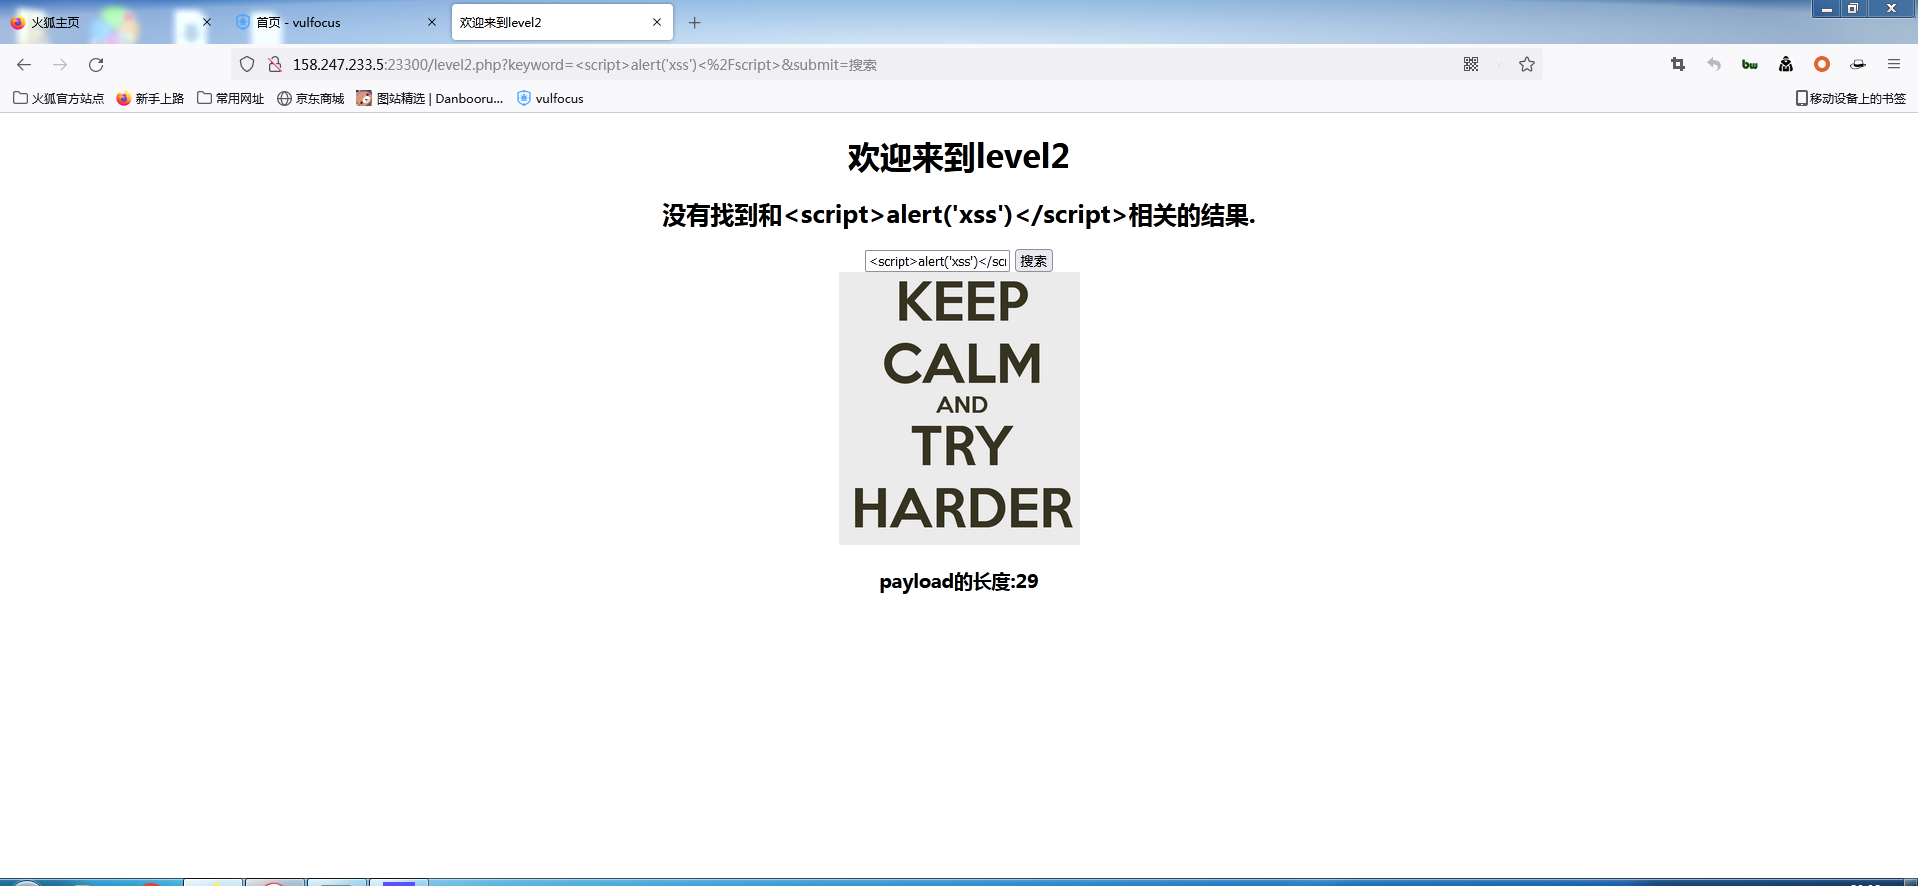 火狐主页
首页 - vulfocus
欢迎来到level2
158.247.233.5:23300/level2.php?keyword=<script>alert('xss')<%2Fscript>&submit=搜索
火狐官方站点 新手上路 常用网址 京东商城 图站精选 | Danbooru... vulfocus 移动设备上的书签
欢迎来到level2
没有找到和<script>alert('xss')</script>相关的结果.
<script>alert('xss')</scr 搜索
KEEP
CALM
AND
TRY
HARDER
payload的长度:29